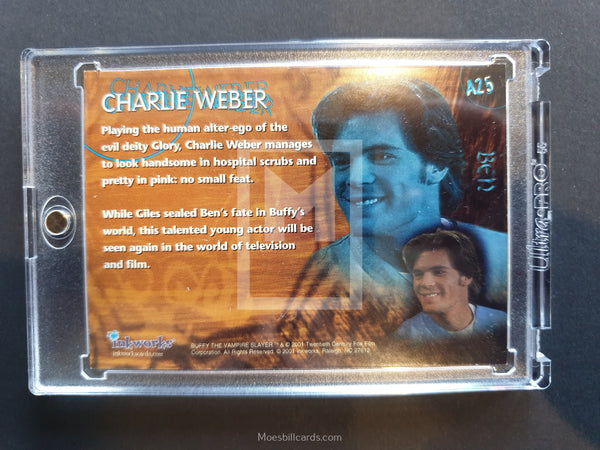 A25
CHARLIE WEBER
Ben
Playing the human alter-ego of the
evil deity Glory, Charlie Weber manages
to look handsome in hospital scrubs and
pretty in pink: no small feat.
While Giles sealed Ben's fate in Buffy's
world, this talented young actor will be
seen again in the world of television
and film.
inkworks
BUFFY THE VAMPIRE SLAYER ™ & © 2001 Twentieth Century Fox Film
Corporation. All Rights Reserved. © 2001 Inkworks, Raleigh, NC 27612
Ultra•PRO
Moesbillcards.com